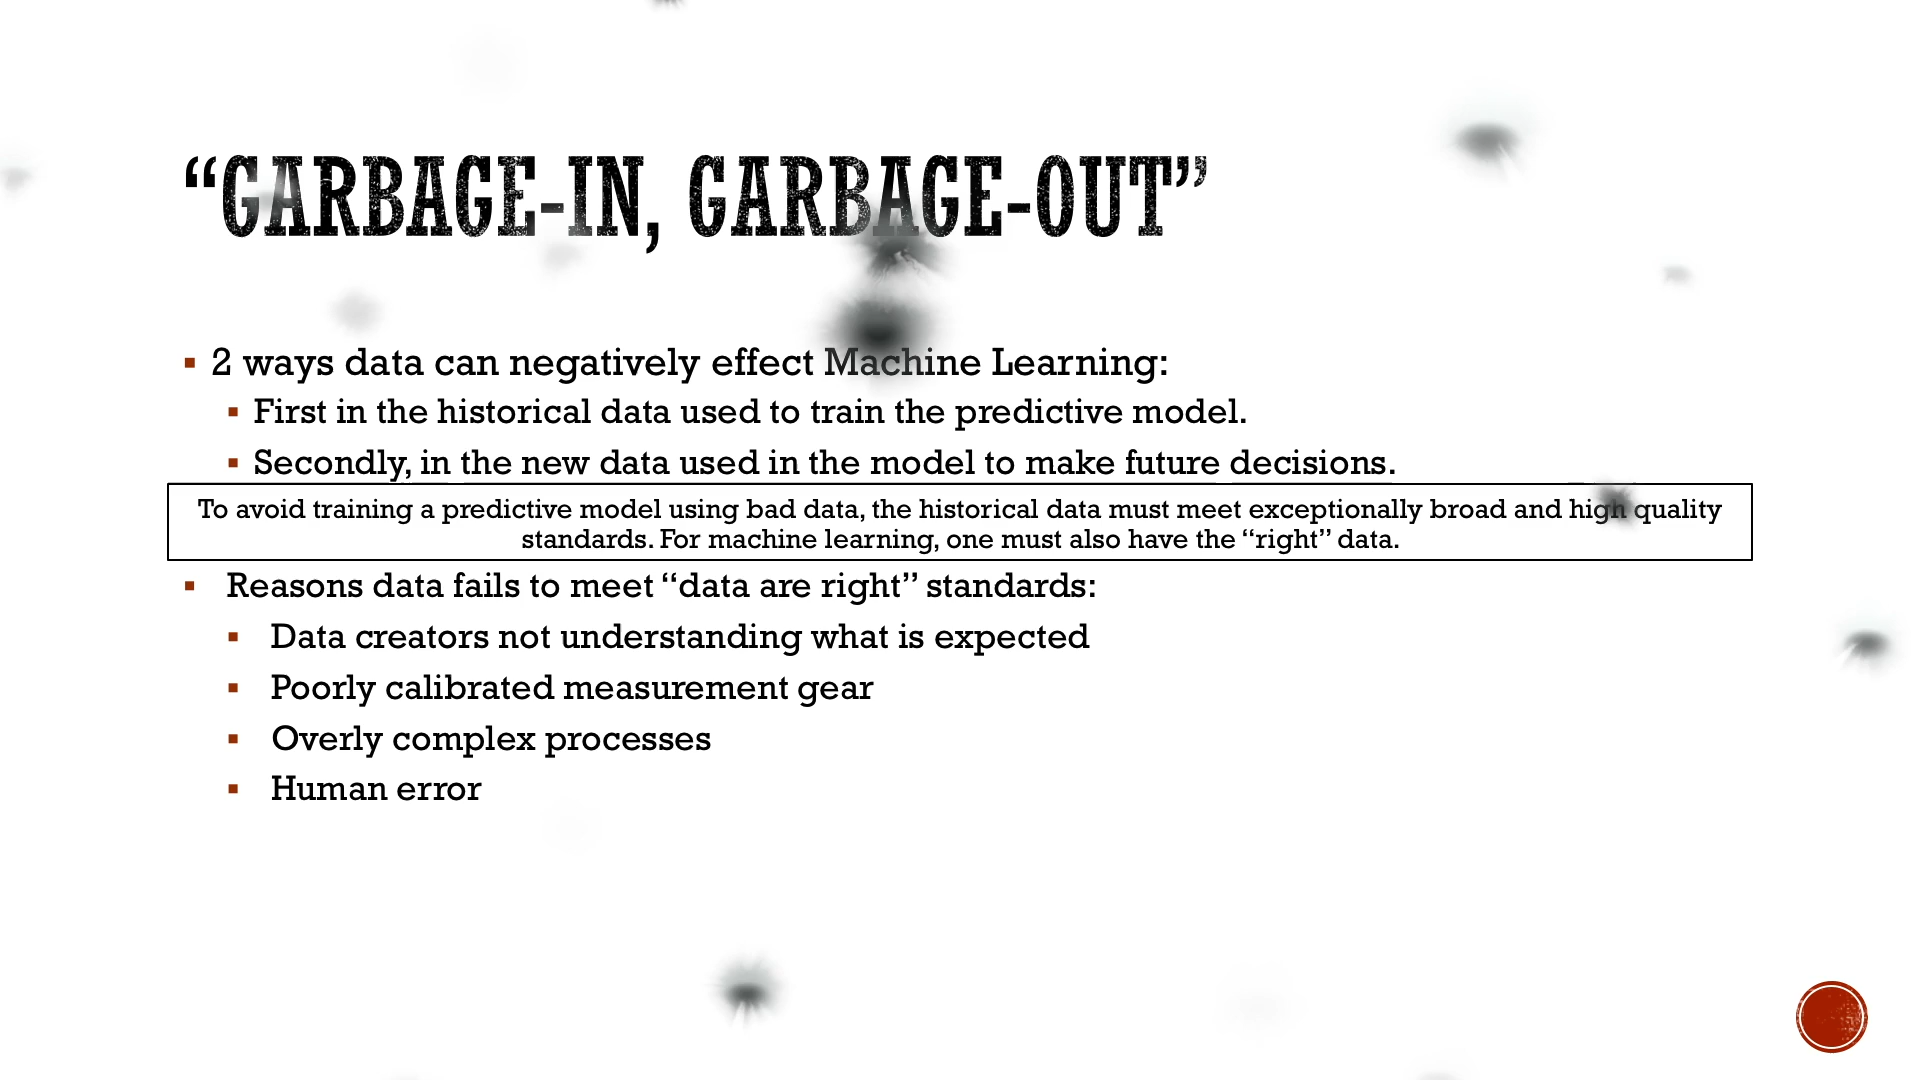 “GARBAGE-IN, GARBAGE-OUT”
2 ways data can negatively effect Machine Learning:
First in the historical data used to train the predictive model.
Secondly, in the new data used in the model to make future decisions.
To avoid training a predictive model using bad data, the historical data must meet exceptionally broad and high quality
standards. For machine learning, one must also have the “right” data.
Reasons data fails to meet “data are right” standards:
Data creators not understanding what is expected
Poorly calibrated measurement gear
Overly complex processes
Human error